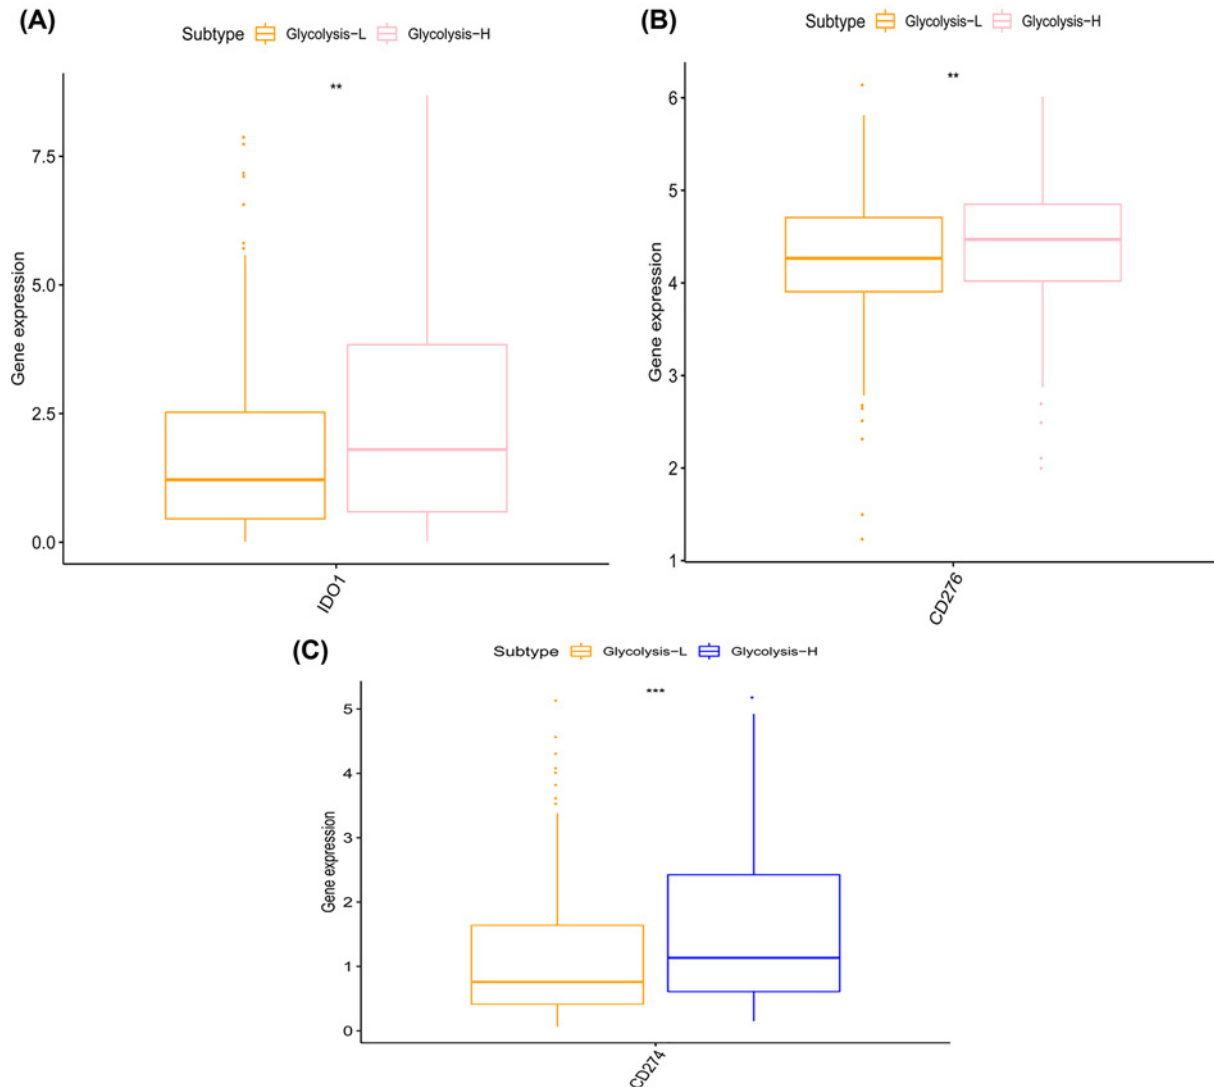 (A)
Subtype Glycolysis-L Glycolysis-H
**
7.5
5.0
2.5
0.0
Gene expression
IDO1
(B)
Subtype Glycolysis-L Glycolysis-H
**
6
5
4
3
2
1
Gene expression
CD276
(C)
Subtype Glycolysis-L Glycolysis-H
***
5
4
3
2
1
0
Gene expression
CD274